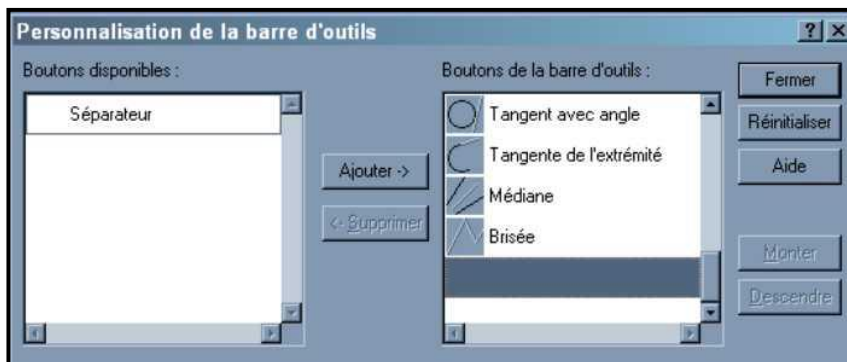 Personnalisation de la barre d'outils
Boutons disponibles :
Séparateur
Ajouter ->
<- Supprimer
Boutons de la barre d'outils :
Tangent avec angle
Tangente de l'extrémité
Médiane
Brisée
Fermer
Réinitialiser
Aide
Monter
Descendre